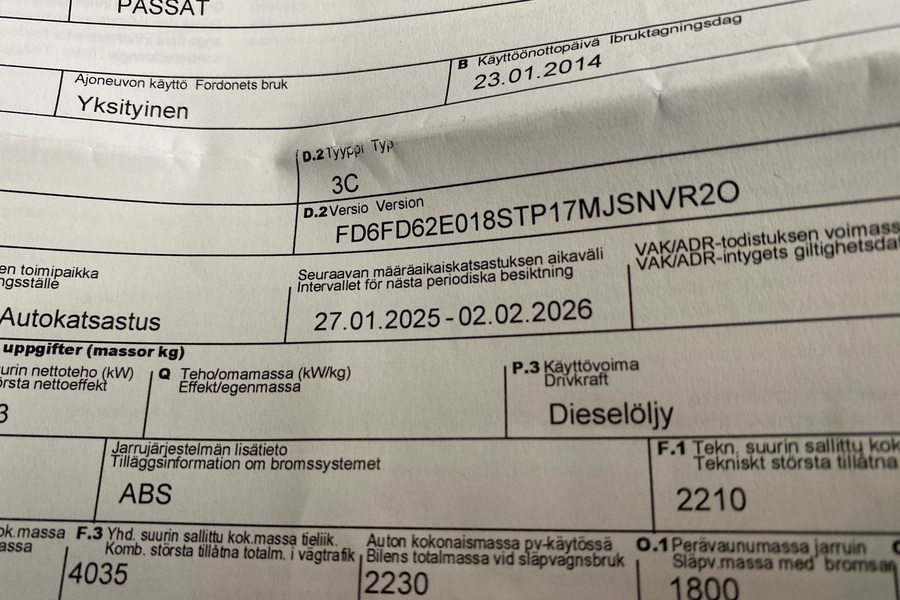 PASSAT
B Käyttöönottopäivä Ibruktagningsdag
23.01.2014
Ajoneuvon käyttö Fordonets bruk
Yksityinen
D.2 Tyyppi Typ
3C
D.2 Versio Version
FD6FD62E018STP17MJSNVR2O
en toimipaikka
ngsställe
Autokatsastus
Seuraavan määräaikaiskatsastuksen aikaväli
Intervallet för nästa periodiska besiktning
27.01.2025 - 02.02.2026
VAK/ADR-todistuksen voimass
VAK/ADR-intygets giltighetsdat
uppgifter (massor kg)
urin nettoteho (kW)
örsta nettoeffekt
3
Q Teho/omamassa (kW/kg)
Effekt/egenmassa
P.3 Käyttövoima
Drivkraft
Dieselöljy
Jarrujärjestelmän lisätieto
Tilläggsinformation om bromssystemet
ABS
F.1 Tekn. suurin sallittu kok
Tekniskt största tillåtna
2210
ok.massa
assa
F.3 Yhd. suurin sallittu kok.massa tieliik.
Komb. största tillåtna totalm. i vägtrafik
4035
Auton kokonaismassa pv-käytössä
Bilens totalmassa vid släpvagnsbruk
2230
O.1 Perävaunumassa jarruin
Släpv.massa med bromsan
1800